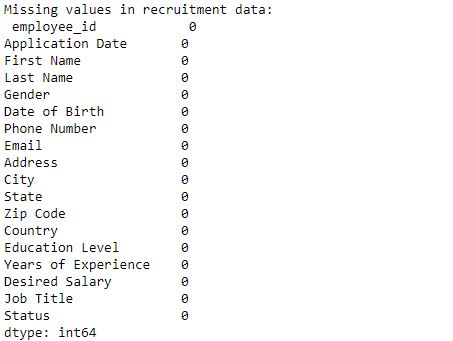 Missing values in recruitment data:
 employee_id            0
Application Date       0
First Name             0
Last Name              0
Gender                 0
Date of Birth          0
Phone Number           0
Email                  0
Address                0
City                   0
State                  0
Zip Code               0
Country                0
Education Level        0
Years of Experience    0
Desired Salary         0
Job Title              0
Status                 0
dtype: int64